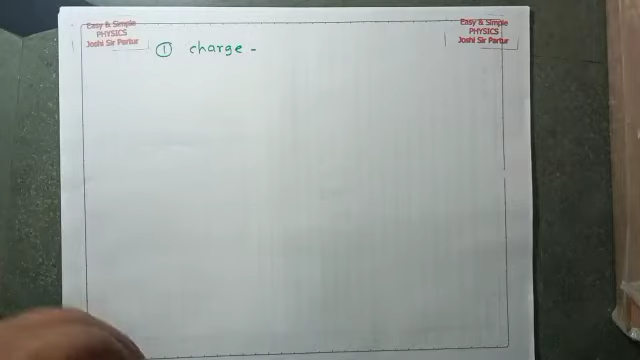 Easy & Simple
PHYSICS
Joshi Sir Partur
Easy & Simple
PHYSICS
Joshi Sir Partur
① charge -